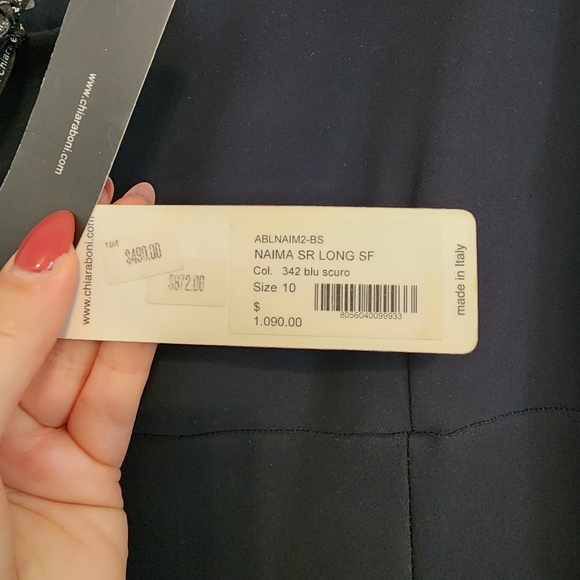 www.chiaraboni.com
www.chiaraboni.com
NM
$490.00
$872.00
ABLNAIM2-BS
NAIMA SR LONG SF
Col. 342 blu scuro
Size 10
$
1.090.00
8056040099933
made in Italy